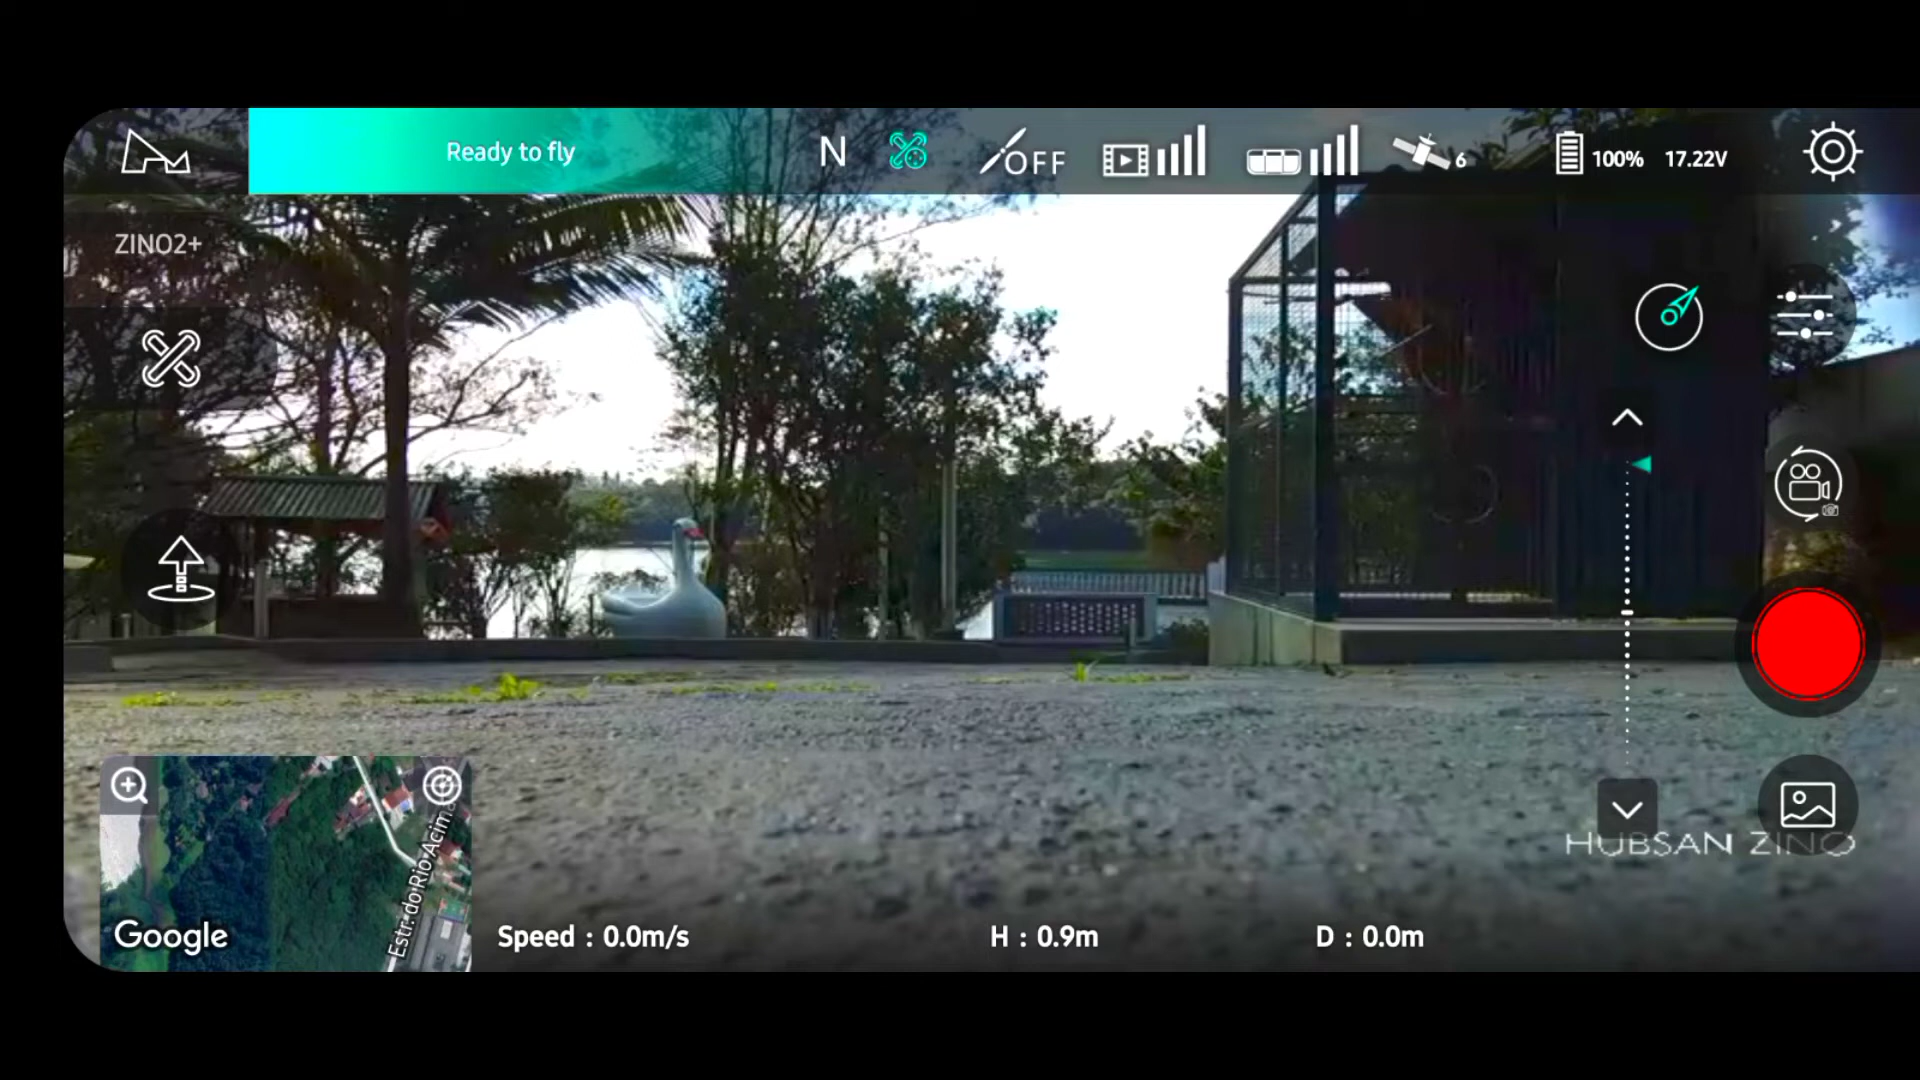 Ready to fly
N
OFF
6
100%
17.22V
ZINO2+
HUBSAN ZINO
Estr. do Rio Acima
Google
Speed : 0.0m/s
H : 0.9m
D : 0.0m